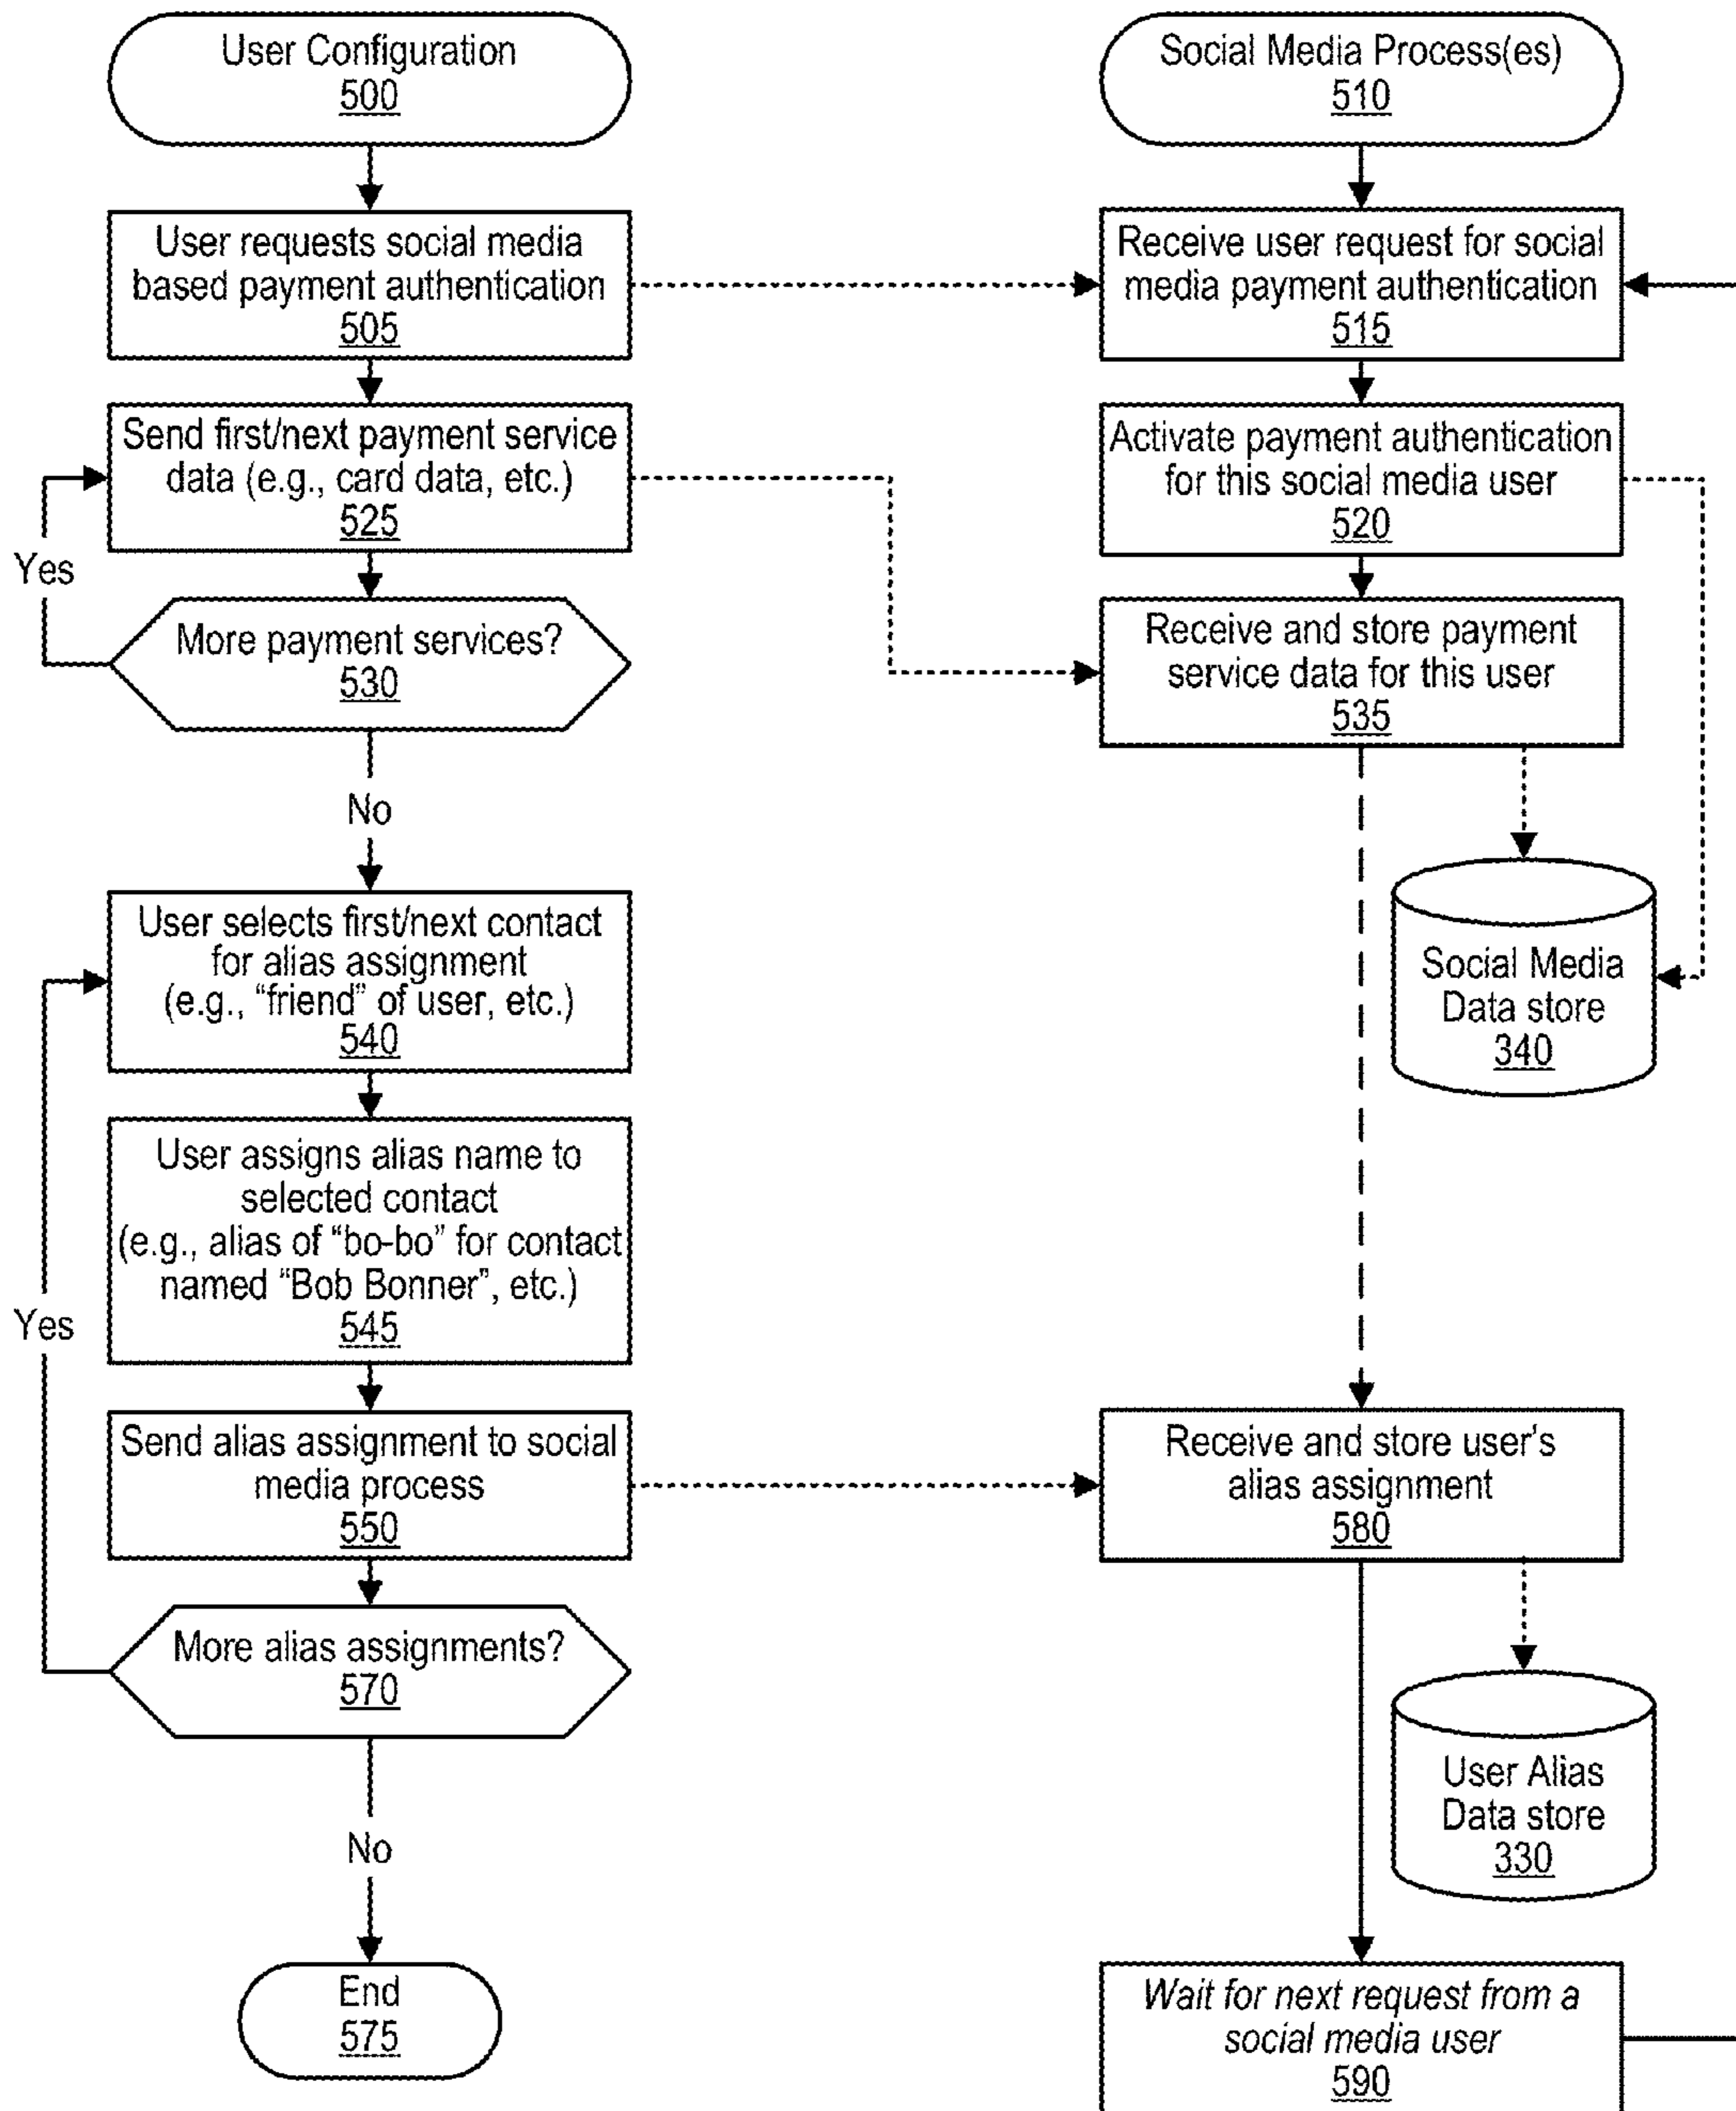 User Configuration
500
User requests social media
based payment authentication
505
Send first/next payment service
data (e.g., card data, etc.)
525
Yes
More payment services?
530
No
User selects first/next contact
for alias assignment
(e.g., “friend” of user, etc.)
540
User assigns alias name to
selected contact
(e.g., alias of “bo-bo” for contact
named “Bob Bonner”, etc.)
545
Yes
Send alias assignment to social
media process
550
More alias assignments?
570
No
End
575
Social Media Process(es)
510
Receive user request for social
media payment authentication
515
Activate payment authentication
for this social media user
520
Receive and store payment
service data for this user
535
Social Media
Data store
340
Receive and store user’s
alias assignment
580
User Alias
Data store
330
Wait for next request from a
social media user
590